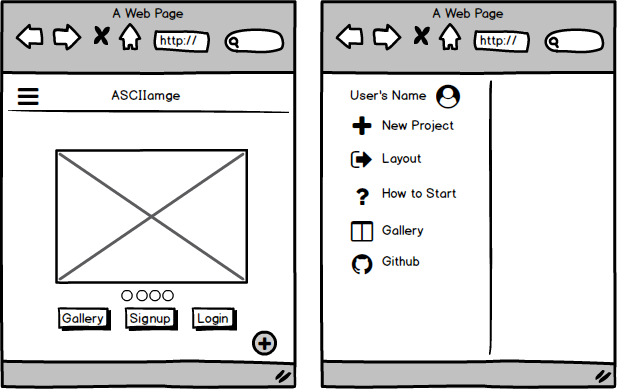 A Web Page
http://
ASCIIamge
Gallery
Signup
Login
A Web Page
http://
User's Name
New Project
Layout
? How to Start
Gallery
Github